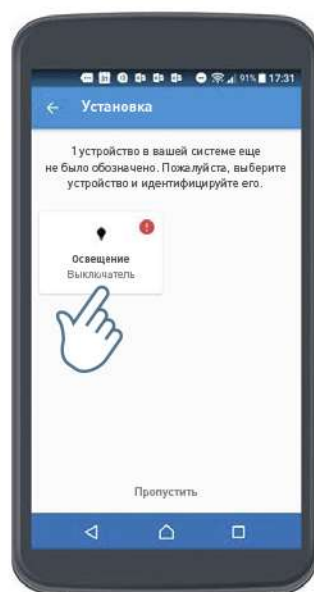 91% 17:31
Установка
1 устройство в вашей системе еще
не было обозначено. Пожалуйста, выберите
устройство и идентифицируйте его.
Освещение
Выключатель
Пропустить